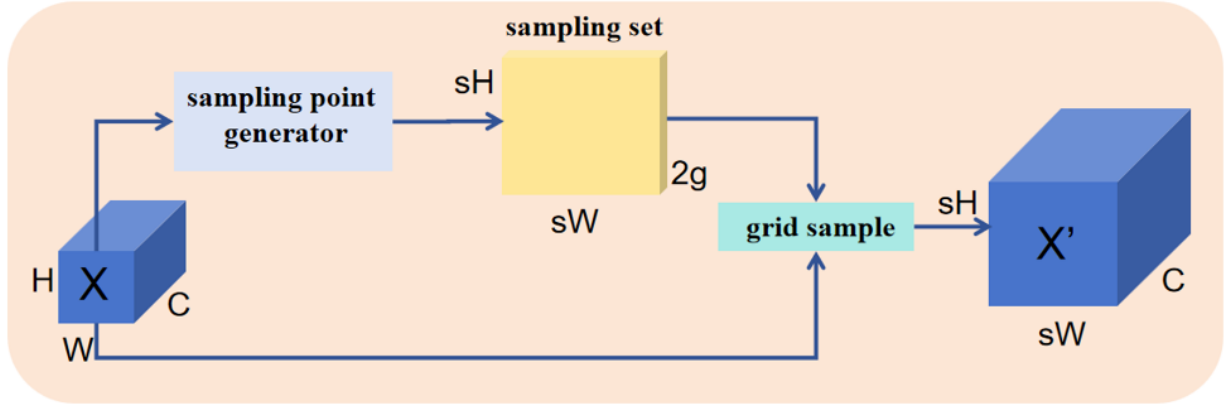 sampling set
sH
sampling point
generator
2g
sW
sH
grid sample
X
H
C
W
X’
C
sW